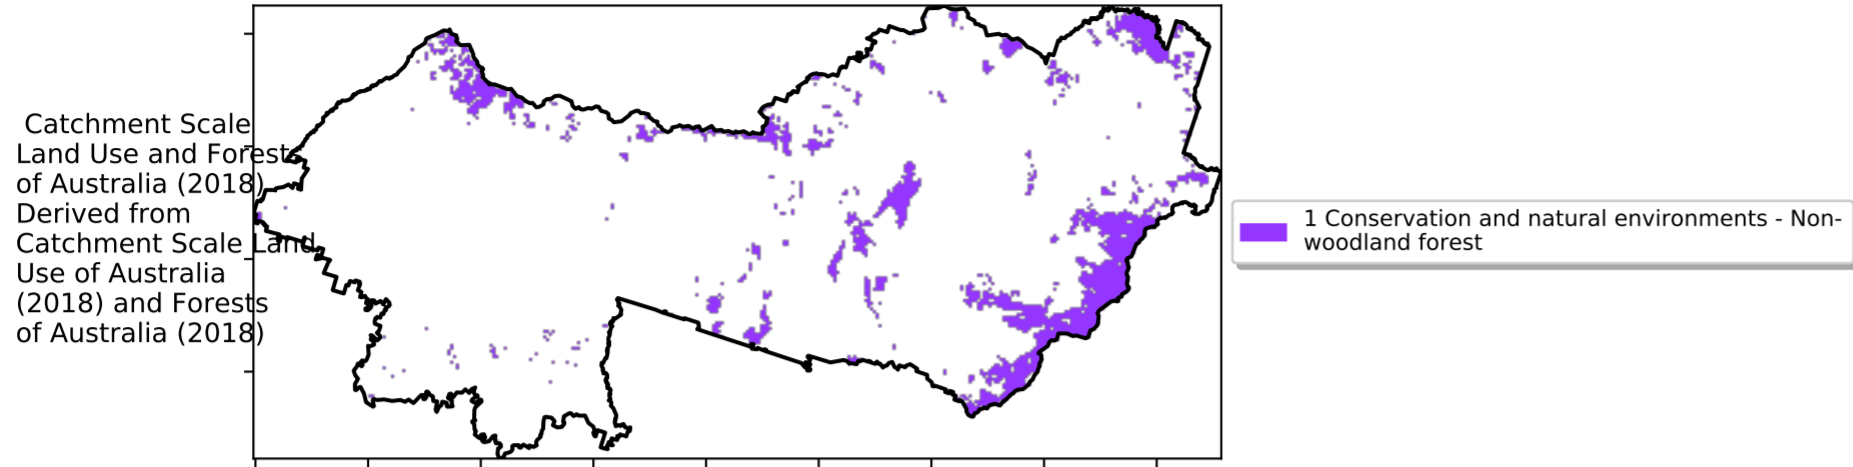 Catchment Scale
Land Use and Forests
of Australia (2018)
Derived from
Catchment Scale Land
Use of Australia
(2018) and Forests
of Australia (2018)
1 Conservation and natural environments - Non-
woodland forest